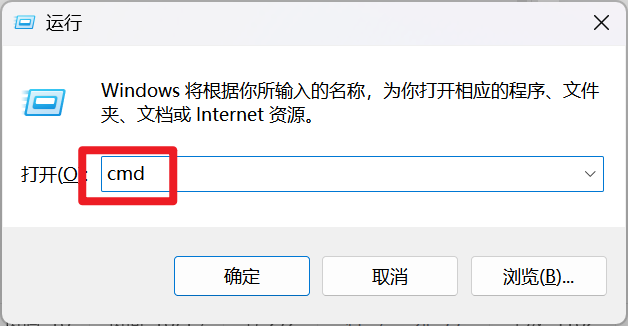 运行
Windows 将根据你所输入的名称，为你打开相应的程序、文件
夹、文档或 Internet 资源。
打开(O): cmd
确定 取消 浏览(B)...